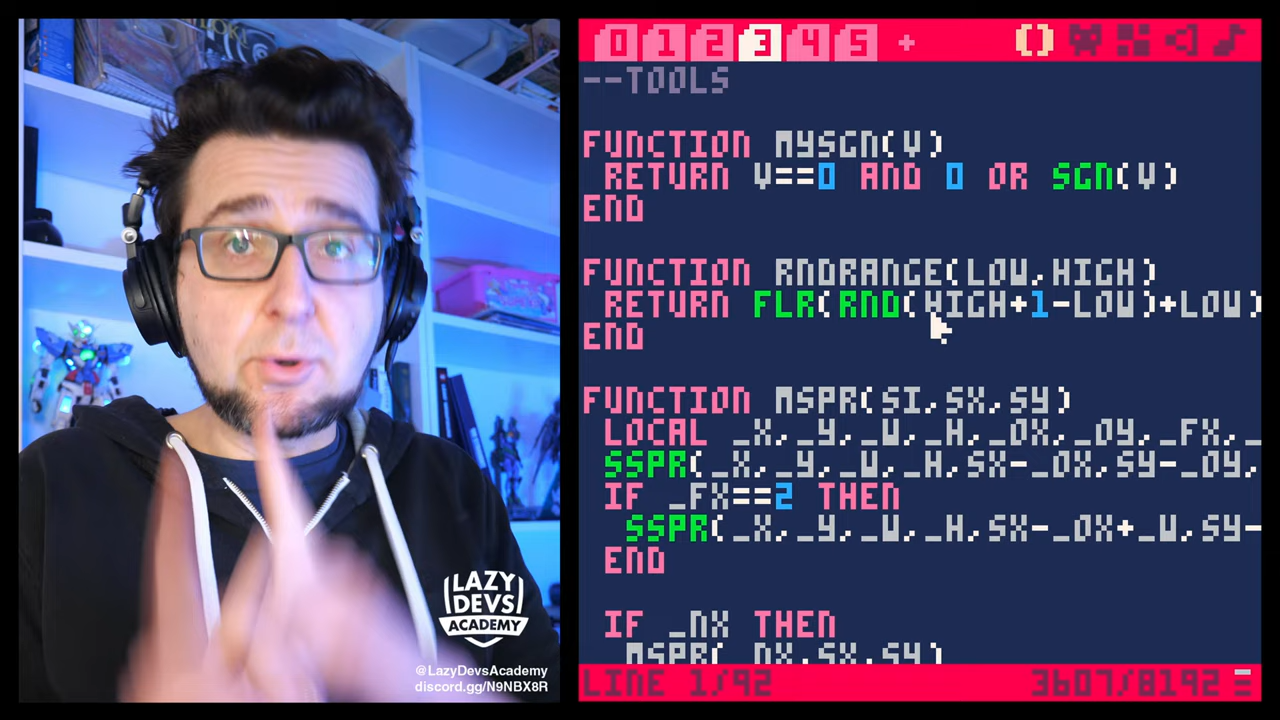 0 1 2 3 4 5 +
--TOOLS
FUNCTION MYSGN(V)
RETURN V==0 AND 0 OR SGN(V)
END
FUNCTION RNDRANGE(LOW,HIGH)
RETURN FLR(RND(HIGH+1-LOW)+LOW)
END
FUNCTION MSPR(SI,SX,SY)
LOCAL _X,_Y,_W,_H,_OX,_OY,_FX,_
SSPR(_X,_Y,_W,_H,SX-_OX,SY-_OY,
IF _FX==2 THEN
SSPR(_X,_Y,_W,_H,SX-_OX+_W,SY-
END
IF _NX THEN
MSPR(_NX,SX,SY)
LINE 1/92
3607/8192
LAZY
DEVS
ACADEMY
@LazyDevsAcademy
discord.gg/N9NBX8R